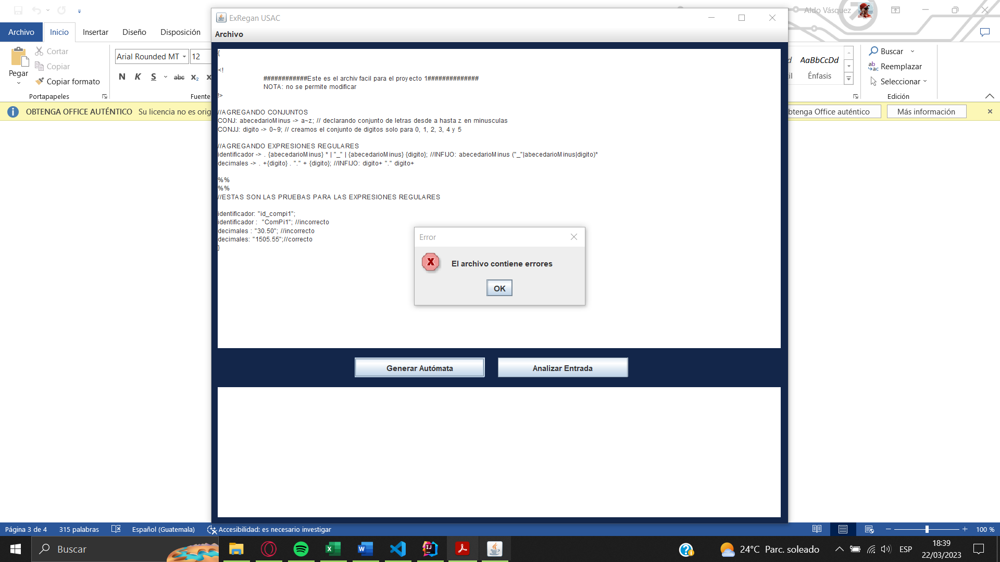 Aldo Vásquez
Archivo
Inicio
Insertar
Diseño
Disposición
Pegar
Cortar
Copiar
Copiar formato
Portapapeles
Arial Rounded MT
12
N K S abc x₂ x
Fuente
AaBbCcDd
Énfasis
Buscar
Reemplazar
Seleccionar
Edición
OBTENGA OFFICE AUTÉNTICO Su licencia no es orig
btenga Office auténtico
Más información
ExRegan USAC
Archivo
{
<!
############Este es el archiv facil para el proyecto 1##############
NOTA: no se permite modificar
!>
//AGREGANDO CONJUNTOS
CONJ: abecedarioMinus -> a~z; // declarando conjunto de letras desde a hasta z en minusculas
CONJJ: digito -> 0~9; // creamos el conjunto de digitos solo para 0, 1, 2, 3, 4 y 5
//AGREGANDO EXPRESIONES REGULARES
identificador -> . {abecedarioMinus} * | "_" | {abecedarioMinus} {digito}; //INFIJO: abecedarioMinus ("_"|abecedarioMinus|digito)*
decimales -> . +{digito} . "." + {digito}; //INFIJO: digito+ "." digito+
%%
%%
//ESTAS SON LAS PRUEBAS PARA LAS EXPRESIONES REGULARES
identificador: "id_compi1";
identificador :  "ComPi1"; //incorrecto
decimales : "30.50"; //incorrecto
decimales: "1505.55";//correcto
}
Error
El archivo contiene errores
OK
Generar Autómata
Analizar Entrada
Página 3 de 4
315 palabras
Español (Guatemala)
Accesibilidad: es necesario investigar
100 %
Buscar
24°C Parc. soleado
ESP
18:39
22/03/2023